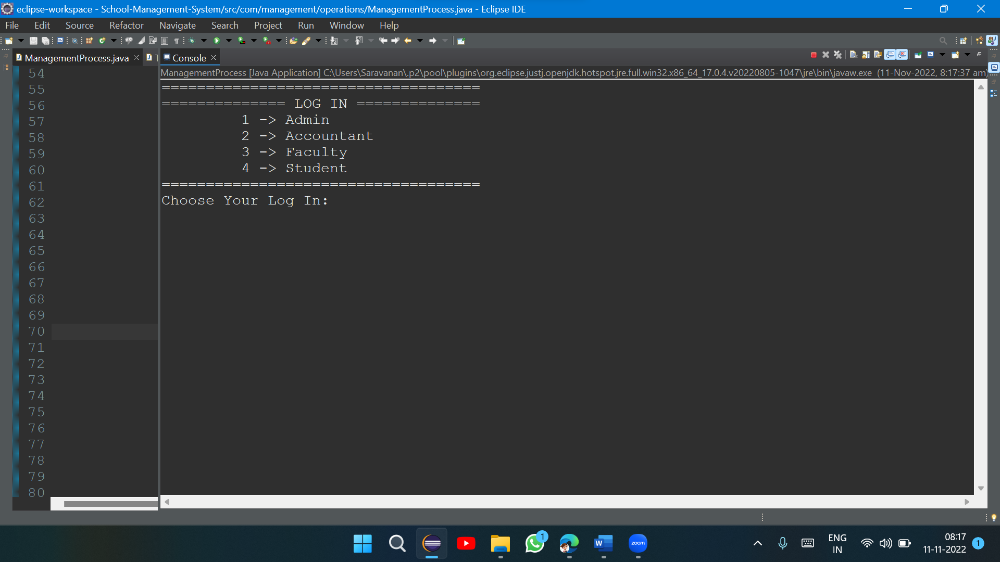 eclipse-workspace - School-Management-System/src/com/management/operations/ManagementProcess.java - Eclipse IDE
File Edit Source Refactor Navigate Search Project Run Window Help
ManagementProcess.java
Console
ManagementProcess [Java Application] C:\Users\Saravanan\.p2\pool\plugins\org.eclipse.justj.openjdk.hotspot.jre.full.win32.x86_64_17.0.4.v20220805-1047\jre\bin\javaw.exe (11-Nov-2022, 8:17:37 am)
54
55
56
57
58
59
60
61
62
63
64
65
66
67
68
69
70
71
72
73
74
75
76
77
78
79
80
====================================
============== LOG IN ==============
1 -> Admin
2 -> Accountant
3 -> Faculty
4 -> Student
====================================
Choose Your Log In:
1
W
zoom
ENG
IN
08:17
11-11-2022
1